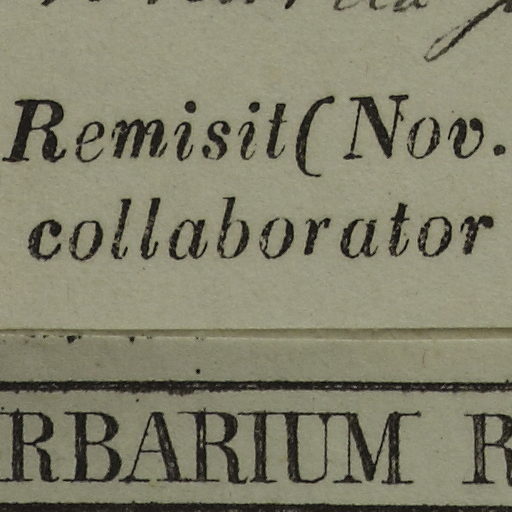 Remisit (Nov.
collaborator
RBARIUM R